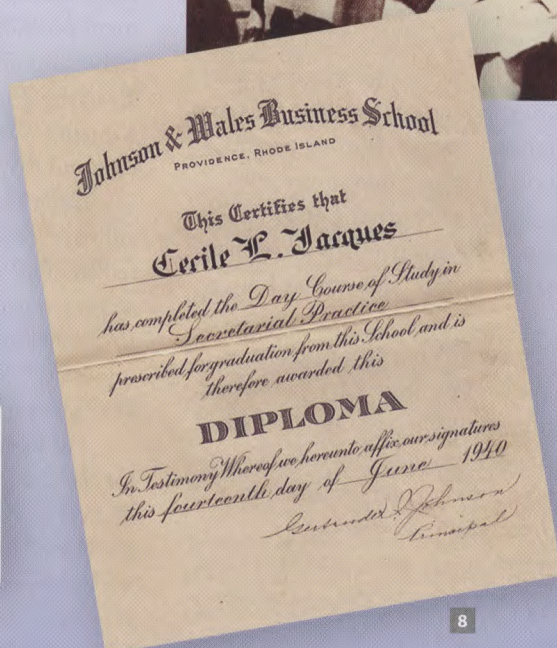 Johnson & Wales Business School
PROVIDENCE, RHODE ISLAND
This Certifies that
Cecile L. Jacques
has completed the Day Course of Study in
Secretarial Practice
prescribed for graduation from this School, and is
therefore awarded this
DIPLOMA
In Testimony Whereof we hereunto affix our signatures
this fourteenth day of June 1940
Gertrude I. Johnson
Principal
8